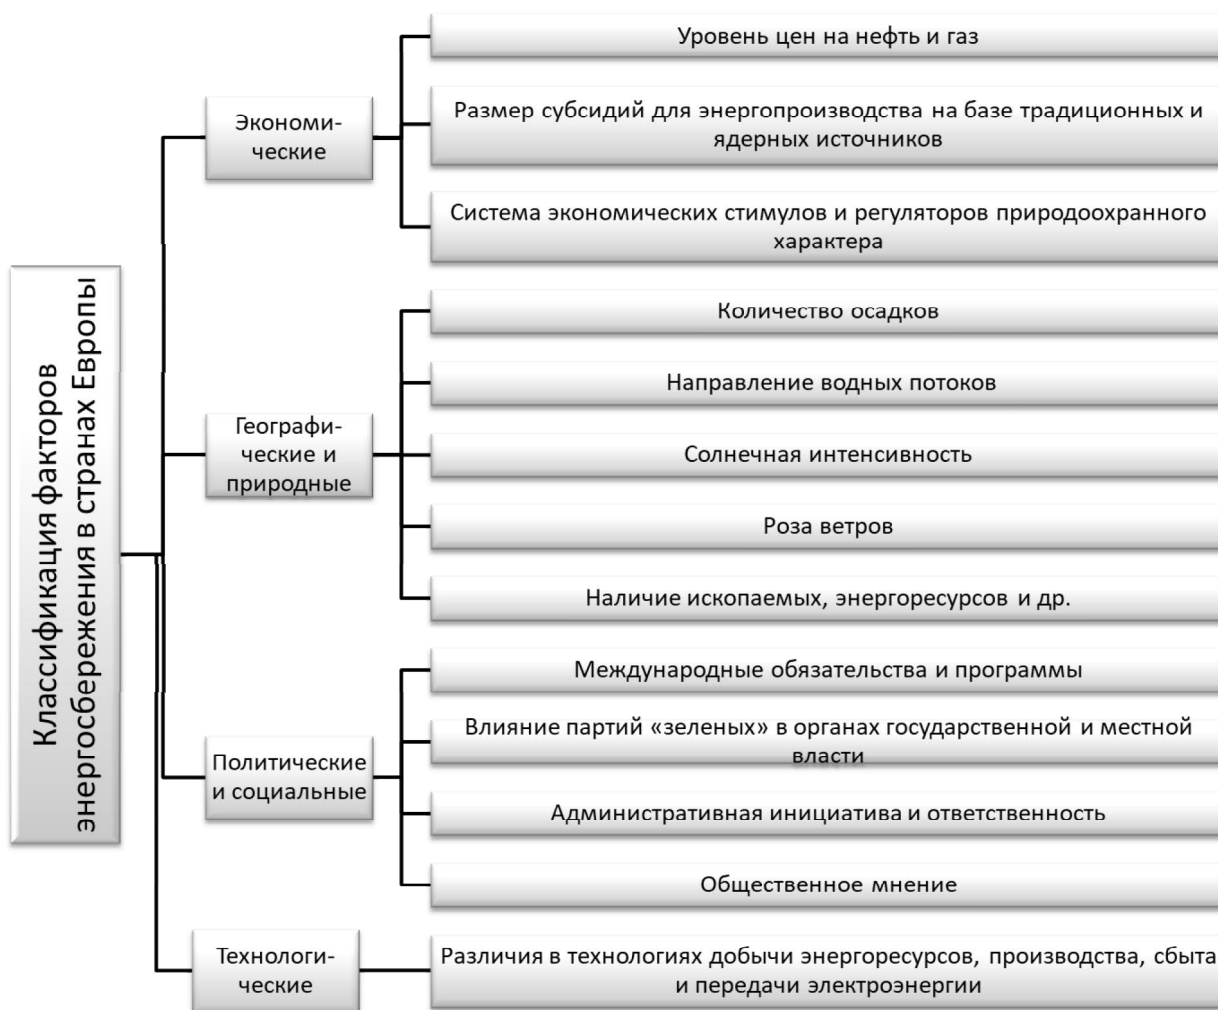 Классификация факторов
энергосбережения в странах Европы
Экономи-
ческие
Уровень цен на нефть и газ
Размер субсидий для энергопроизводства на базе традиционных и
ядерных источников
Система экономических стимулов и регуляторов природоохранного
характера
Географи-
ческие и
природные
Количество осадков
Направление водных потоков
Солнечная интенсивность
Роза ветров
Наличие ископаемых, энергоресурсов и др.
Политические
и социальные
Международные обязательства и программы
Влияние партий «зеленых» в органах государственной и местной
власти
Административная инициатива и ответственность
Общественное мнение
Технологи-
ческие
Различия в технологиях добычи энергоресурсов, производства, сбыта
и передачи электроэнергии